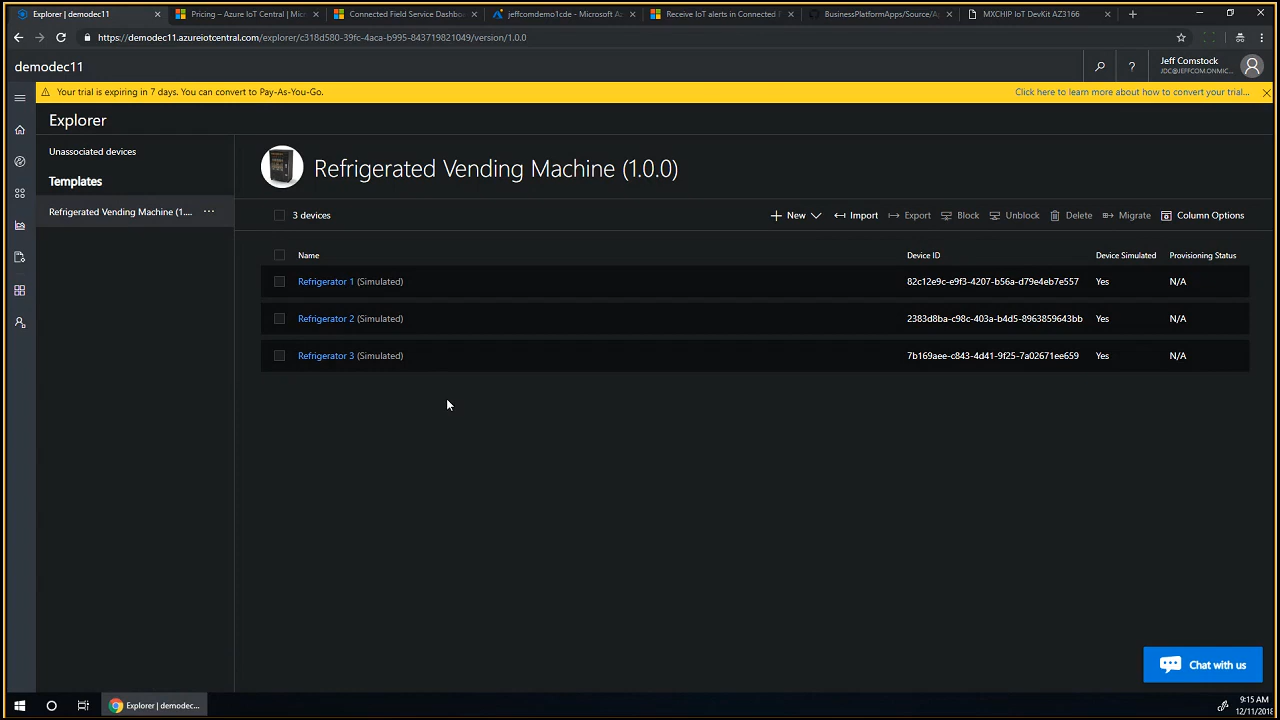 Explorer | demodec11
Pricing – Azure IoT Central | Micr
Connected Field Service Dashboa
jeffcomdemo1cde - Microsoft Az
Receive IoT alerts in Connected
BusinessPlatformApps/Source/A
MXCHIP IoT DevKit AZ3166
https://demodec11.azureiotcentral.com/explorer/c318d580-39fc-4aca-b995-843719821049/version/1.0.0
demodec11
?
Jeff Comstock
JDC@JEFFCOM.ONMIC...
Your trial is expiring in 7 days. You can convert to Pay-As-You-Go.
Click here to learn more about how to convert your trial...
Explorer
Unassociated devices
Templates
Refrigerated Vending Machine (1.... ...
Refrigerated Vending Machine (1.0.0)
3 devices
New
Import
Export
Block
Unblock
Delete
Migrate
Column Options
Name Device ID Device Simulated Provisioning Status
Refrigerator 1 (Simulated) 82c12e9c-e9f3-4207-b56a-d79e4eb7e557 Yes N/A
Refrigerator 2 (Simulated) 2383d8ba-c98c-403a-b4d5-8963859643bb Yes N/A
Refrigerator 3 (Simulated) 7b169aee-c843-4d41-9f25-7a02671ee659 Yes N/A
Chat with us
Explorer | demodec...
9:15 AM
12/11/2018